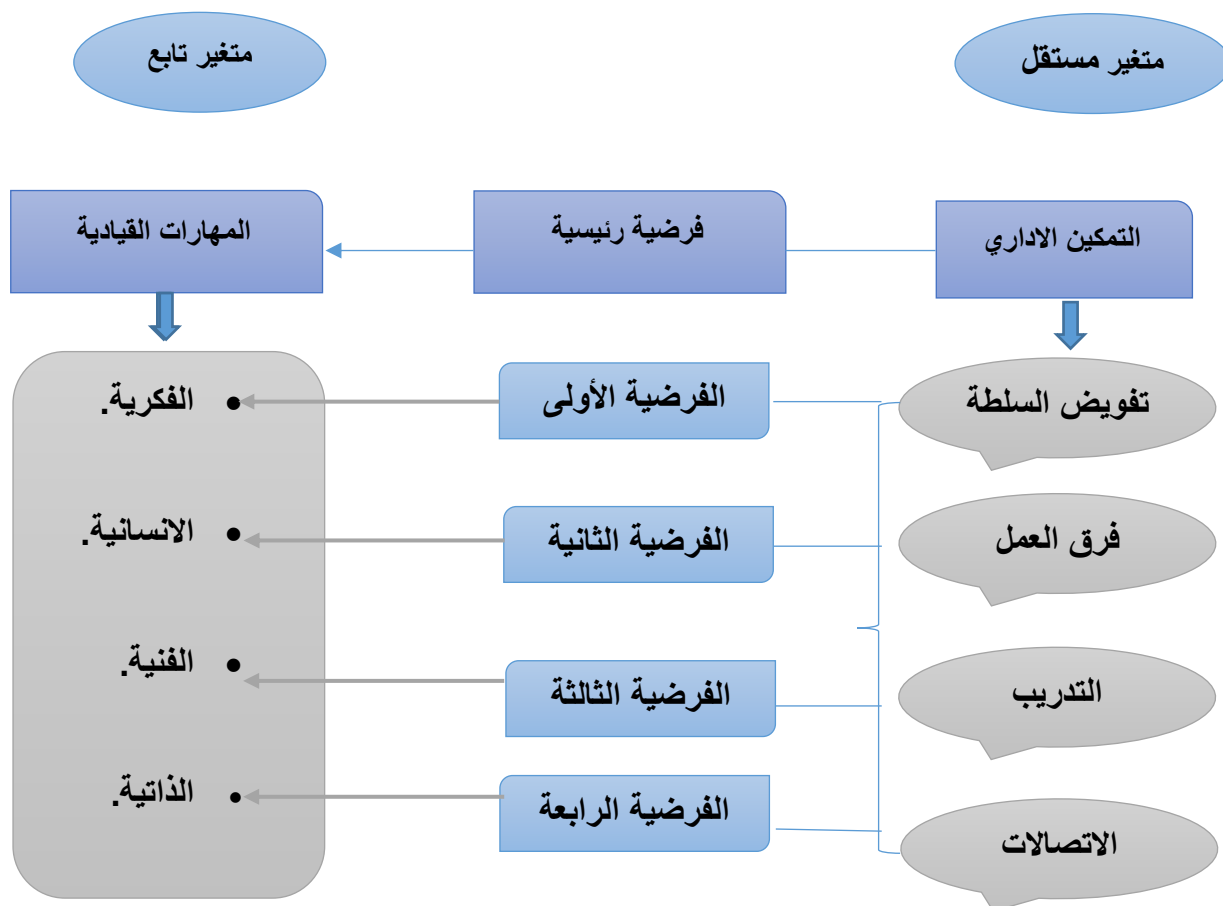 متغير مستقل
متغير تابع
التمكين الاداري
فرضية رئيسية
المهارات القيادية
تفويض السلطة
الفرضية الأولى
• الفكرية.
فرق العمل
الفرضية الثانية
• الانسانية.
التدريب
الفرضية الثالثة
• الفنية.
الاتصالات
الفرضية الرابعة
• الذاتية.